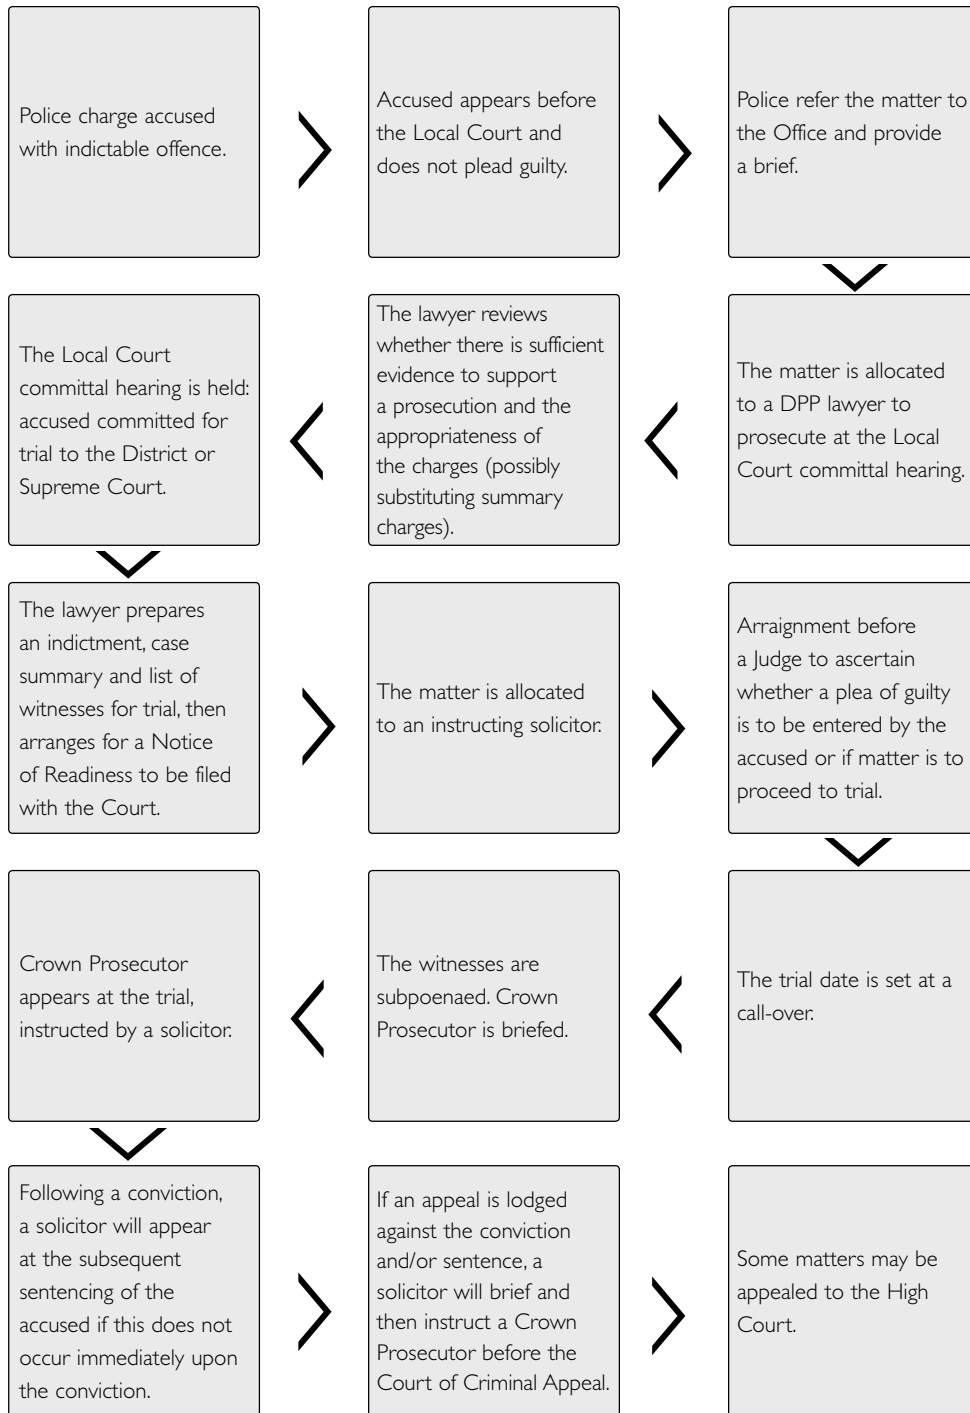 Police charge accused
with indictable offence.
Accused appears before
the Local Court and
does not plead guilty.
Police refer the matter to
the Office and provide
a brief.
The matter is allocated
to a DPP lawyer to
prosecute at the Local
Court committal hearing.
The lawyer reviews
whether there is sufficient
evidence to support
a prosecution and the
appropriateness of
the charges (possibly
substituting summary
charges).
The Local Court
committal hearing is held:
accused committed for
trial to the District or
Supreme Court.
The lawyer prepares
an indictment, case
summary and list of
witnesses for trial, then
arranges for a Notice
of Readiness to be filed
with the Court.
The matter is allocated
to an instructing solicitor.
Arraignment before
a Judge to ascertain
whether a plea of guilty
is to be entered by the
accused or if matter is to
proceed to trial.
The trial date is set at a
call-over.
The witnesses are
subpoenaed. Crown
Prosecutor is briefed.
Crown Prosecutor
appears at the trial,
instructed by a solicitor.
Following a conviction,
a solicitor will appear
at the subsequent
sentencing of the
accused if this does not
occur immediately upon
the conviction.
If an appeal is lodged
against the conviction
and/or sentence, a
solicitor will brief and
then instruct a Crown
Prosecutor before the
Court of Criminal Appeal.
Some matters may be
appealed to the High
Court.